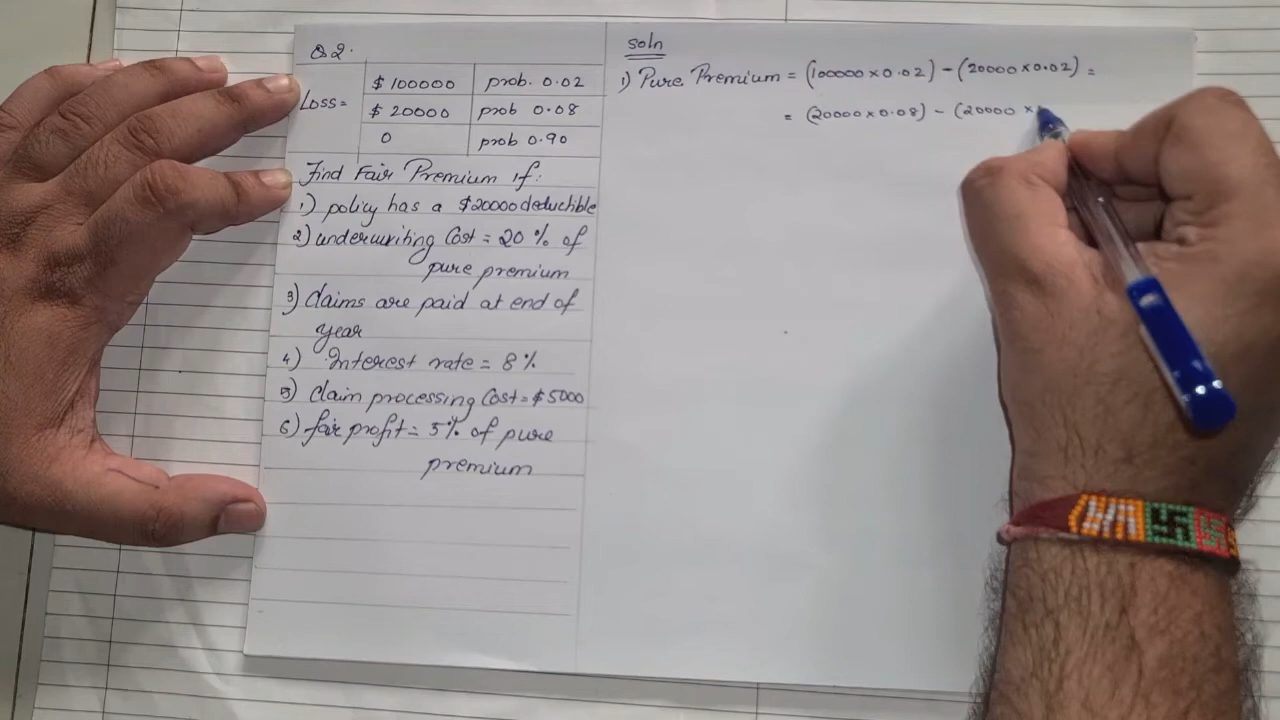 Q2.
Loss =
$ 100000 prob. 0.02
$ 20000 prob 0.08
0 prob 0.90
Find Fair Premium if:
1) policy has a $20000 deductible
2) underwriting Cost = 20 % of
pure premium
3) Claims are paid at end of
year
4) Interest rate = 8%
5) Claim processing Cost = $ 5000
6) fair profit = 5% of pure
premium
soln
1) Pure Premium = (100000 × 0.02) - (20000 × 0.02) =
= (20000 × 0.08) - (20000 ×